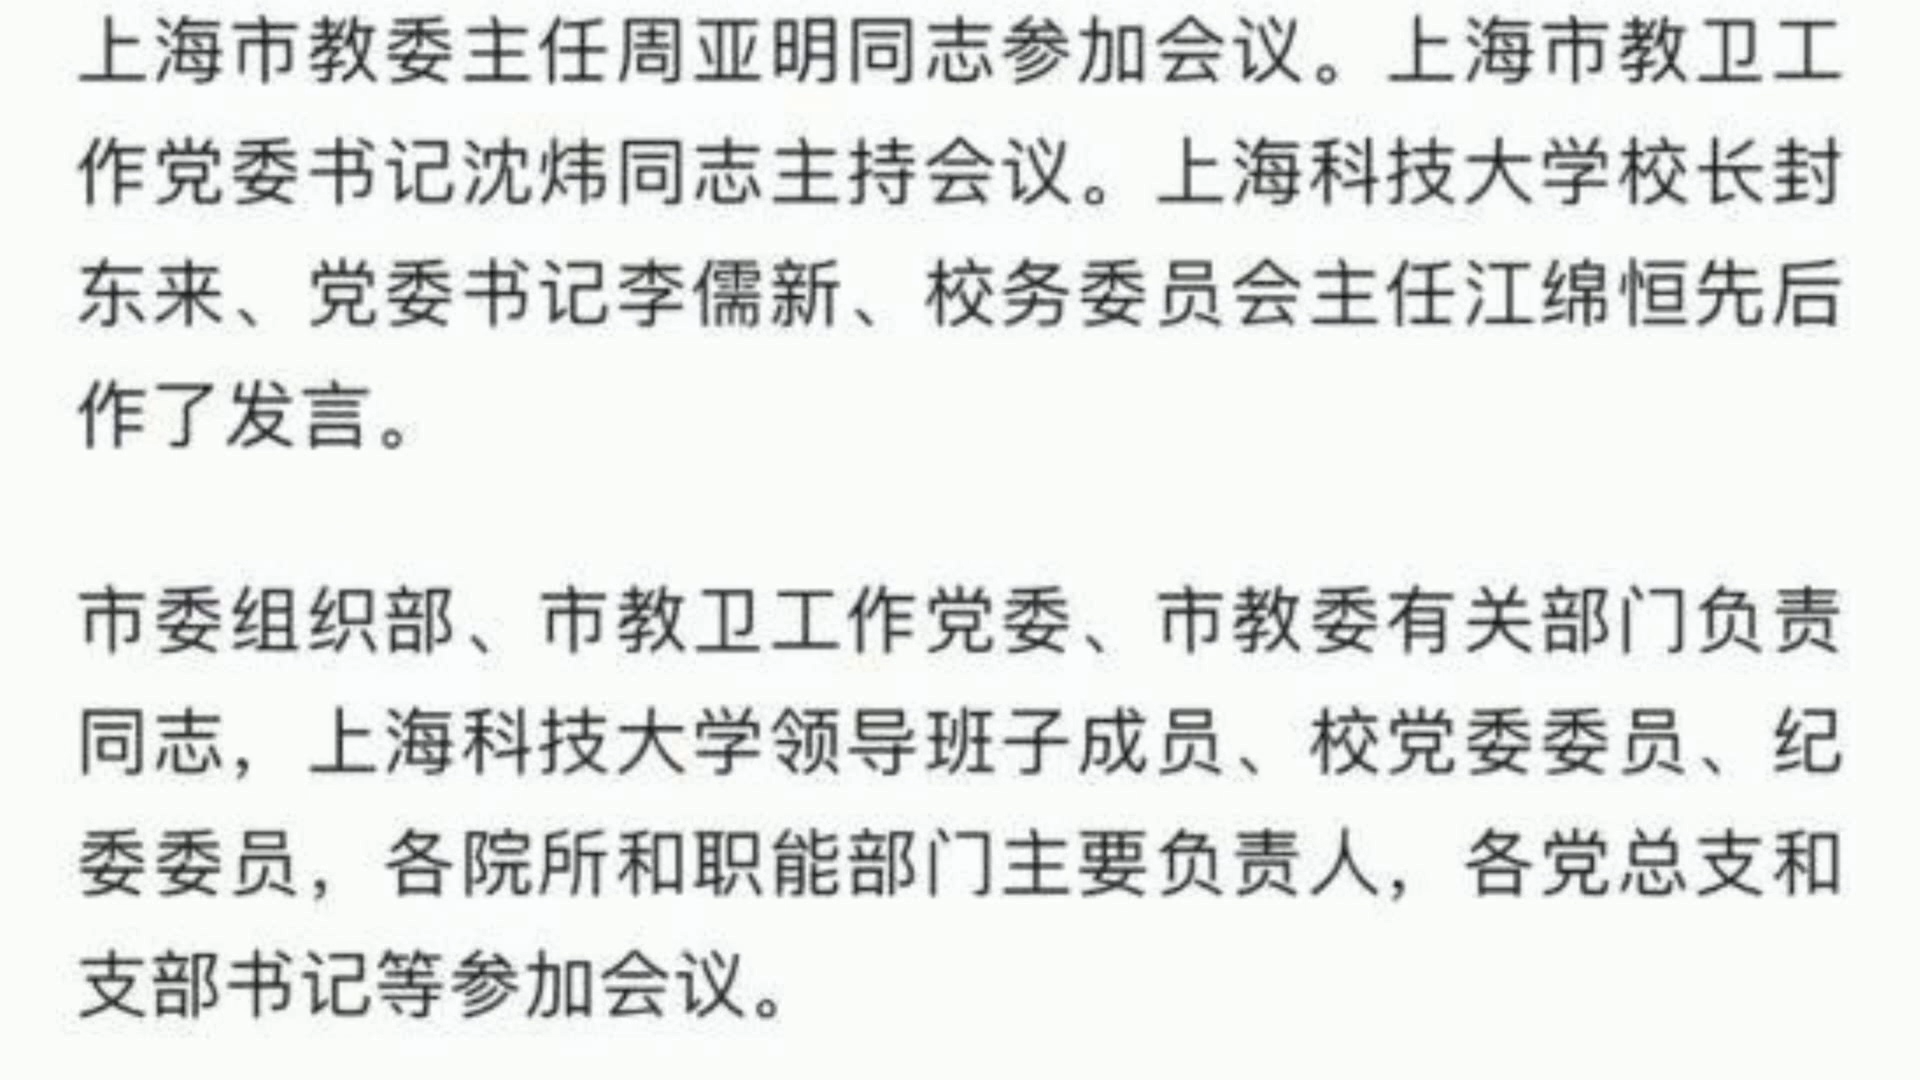 上海市教委主任周亚明同志参加会议。上海市教卫工
作党委书记沈炜同志主持会议。上海科技大学校长封
东来、党委书记李儒新、校务委员会主任江绵恒先后
作了发言。
市委组织部、市教卫工作党委、市教委有关部门负责
同志，上海科技大学领导班子成员、校党委委员、纪
委委员，各院所和职能部门主要负责人，各党总支和
支部书记等参加会议。